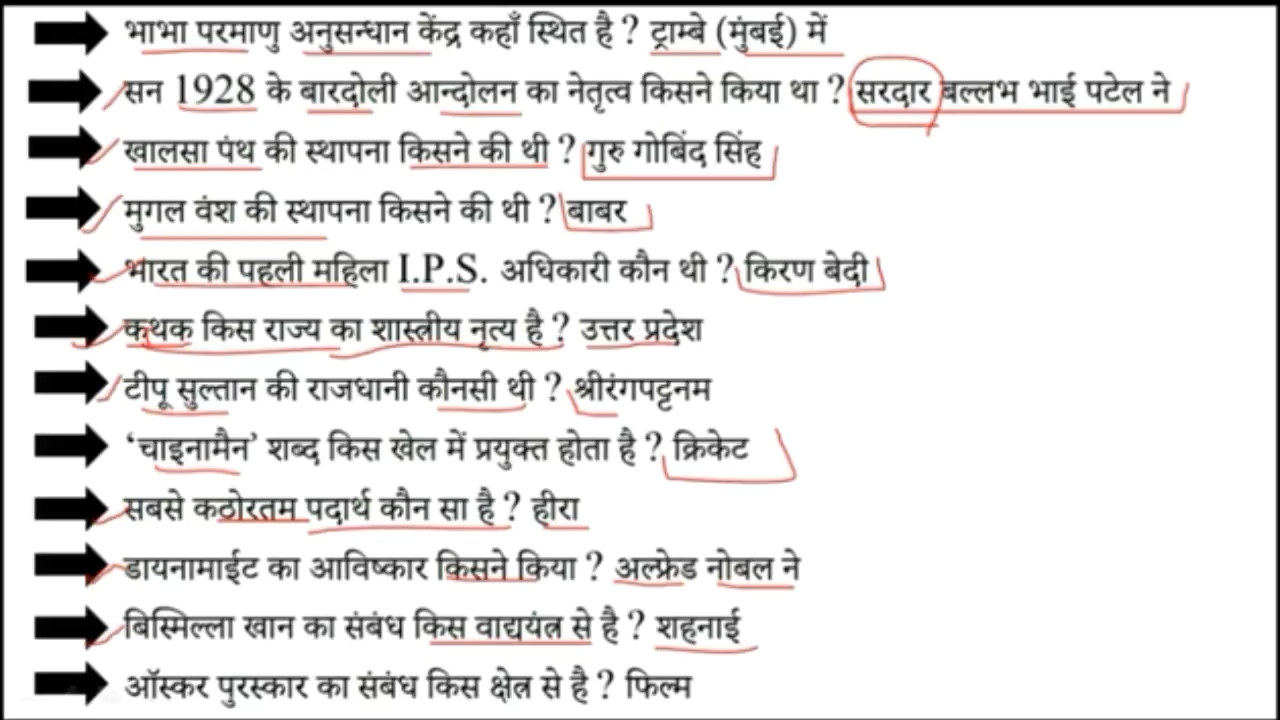 भाभा परमाणु अनुसन्धान केंद्र कहाँ स्थित है ? ट्राम्बे (मुंबई) में
सन 1928 के बारदोली आन्दोलन का नेतृत्व किसने किया था ? सरदार बल्लभ भाई पटेल ने
खालसा पंथ की स्थापना किसने की थी ? गुरु गोबिंद सिंह
मुगल वंश की स्थापना किसने की थी ? बाबर
भारत की पहली महिला I.P.S. अधिकारी कौन थी ? किरण बेदी
कथक किस राज्य का शास्त्रीय नृत्य है ? उत्तर प्रदेश
टीपू सुल्तान की राजधानी कौनसी थी ? श्रीरंगपट्टनम
‘चाइनामैन’ शब्द किस खेल में प्रयुक्त होता है ? क्रिकेट
सबसे कठोरतम पदार्थ कौन सा है ? हीरा
डायनामाईट का आविष्कार किसने किया ? अल्फ्रेड नोबल ने
बिस्मिल्ला खान का संबंध किस वाद्ययंत्र से है ? शहनाई
ऑस्कर पुरस्कार का संबंध किस क्षेत्र से है ? फिल्म